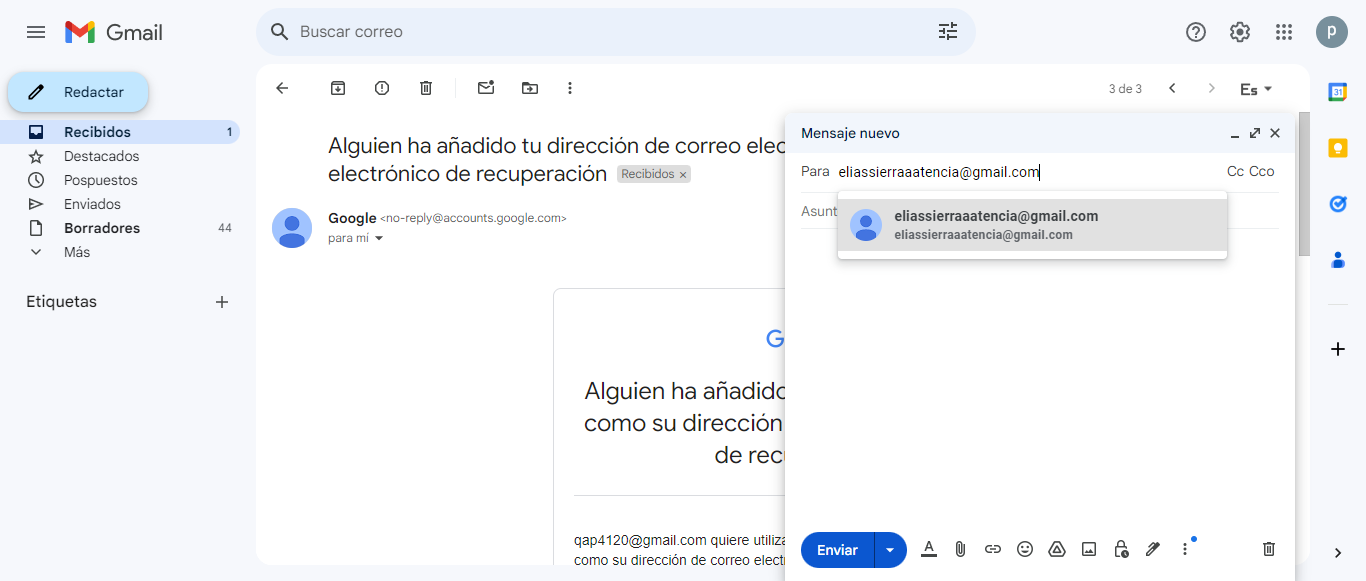 Gmail
Buscar correo
p
Redactar
Recibidos 1
Destacados
Pospuestos
Enviados
Borradores 44
Más
Etiquetas
3 de 3
Es
Alguien ha añadido tu dirección de correo elec
electrónico de recuperación Recibidos ×
Google <no-reply@accounts.google.com>
para mí
G
Alguien ha añadido
como su dirección
de rec
qap4120@gmail.com quiere utiliza
como su dirección de correo elect
Mensaje nuevo
Para eliassierraaatencia@gmail.com Cc Cco
Asunt
eliassierraaatencia@gmail.com
eliassierraaatencia@gmail.com
Enviar
31